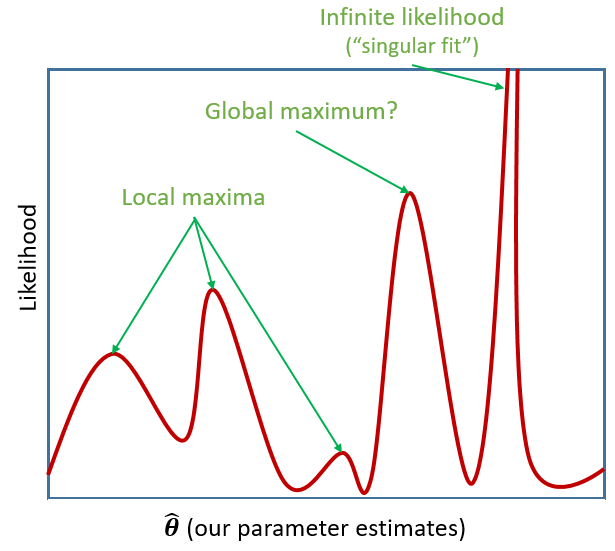 Infinite likelihood
(“singular fit”)
Global maximum?
Local maxima
Likelihood
θ̂ (our parameter estimates)